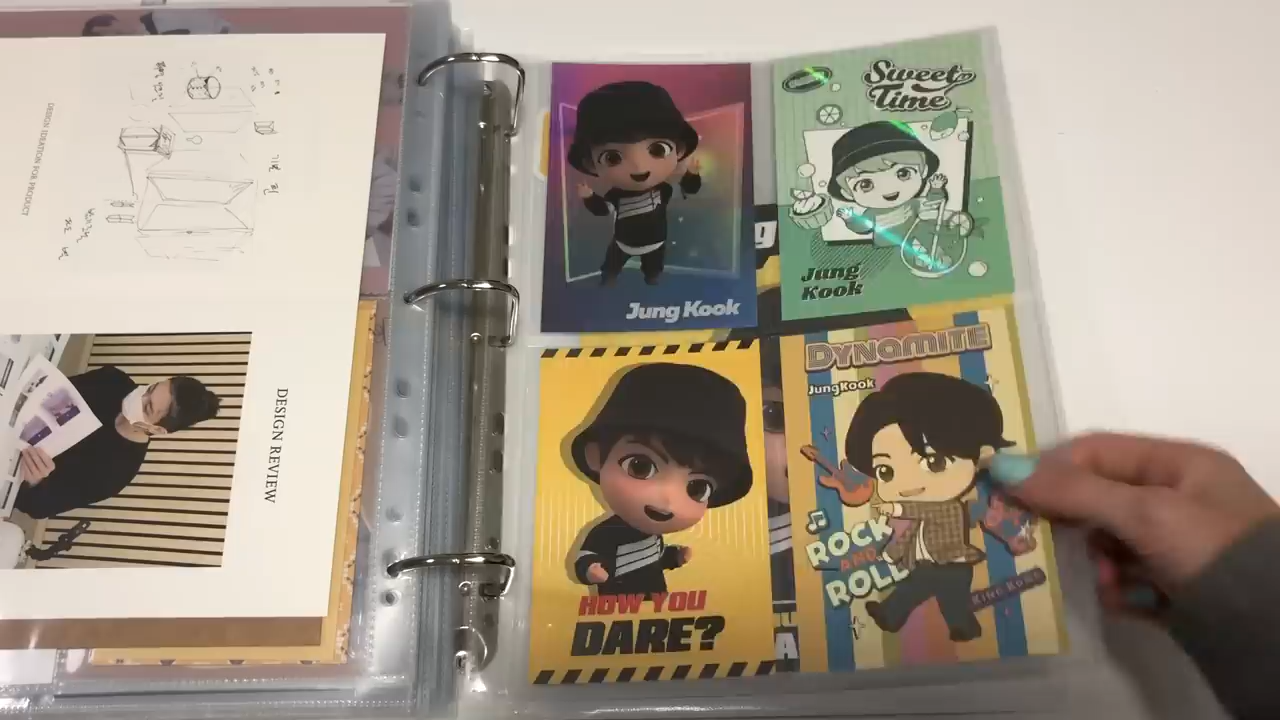 DESIGN IDEATION FOR PRODUCT
DESIGN REVIEW
Jung Kook
Sweet
Time
Jung
Kook
HOW YOU
DARE?
DYNAMITE
JungKook
ROCK
AND
ROLL
g
A